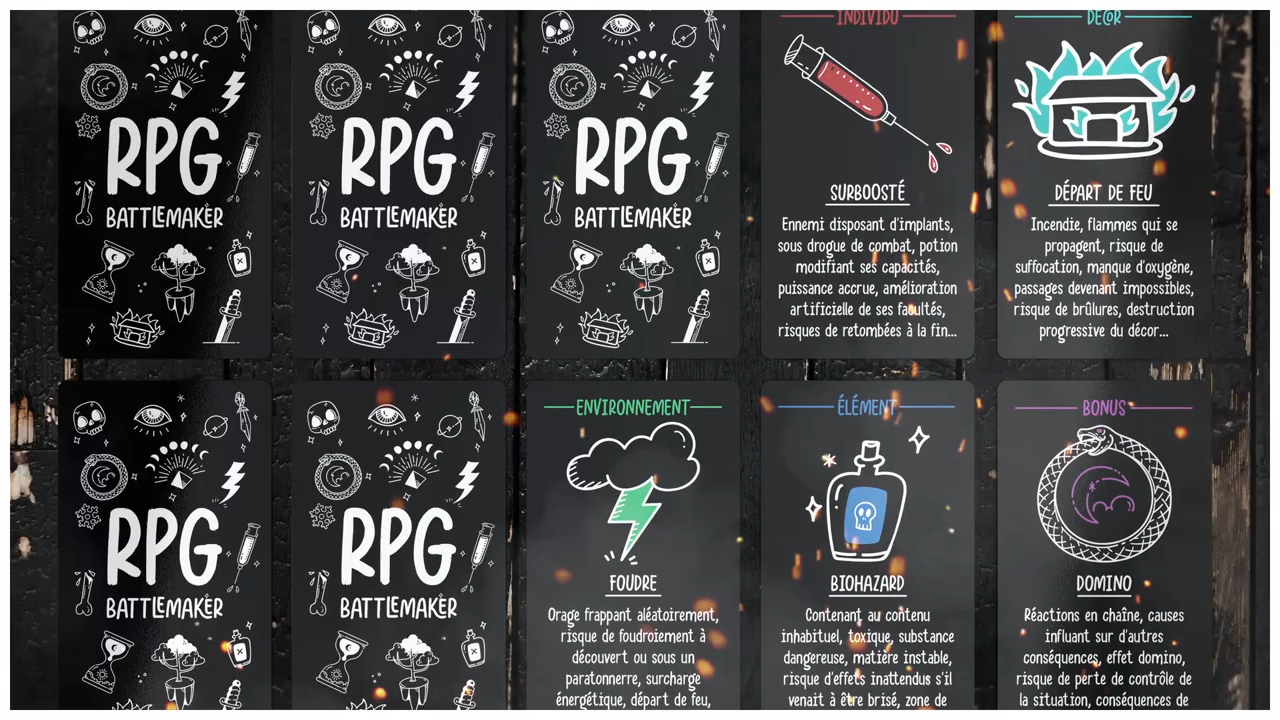 RPG
BATTLEMAKER
RPG
BATTLEMAKER
RPG
BATTLEMAKER
INDIVIDU
SURBOOSTÉ
Ennemi disposant d'implants,
sous drogue de combat, potion
modifiant ses capacités,
puissance accrue, amélioration
artificielle de ses facultés,
risques de retombées à la fin...
DÉCOR
DÉPART DE FEU
Incendie, flammes qui se
propagent, risque de
suffocation, manque d'oxygène,
passages devenant impossibles,
risque de brûlures, destruction
progressive du décor...
RPG
BATTLEMAKER
RPG
BATTLEMAKER
ENVIRONNEMENT
FOUDRE
Orage frappant aléatoirement,
risque de foudroiement à
découvert ou sous un
paratonnerre, surcharge
énergétique, départ de feu,
ÉLÉMENT
BIOHAZARD
Contenant au contenu
inhabituel, toxique, substance
dangereuse, matière instable,
risque d'effets inattendus s'il
venait à être brisé, zone de
BONUS
DOMINO
Réactions en chaîne, causes
influant sur d'autres
conséquences, effet domino,
risque de perte de contrôle de
la situation, conséquences de